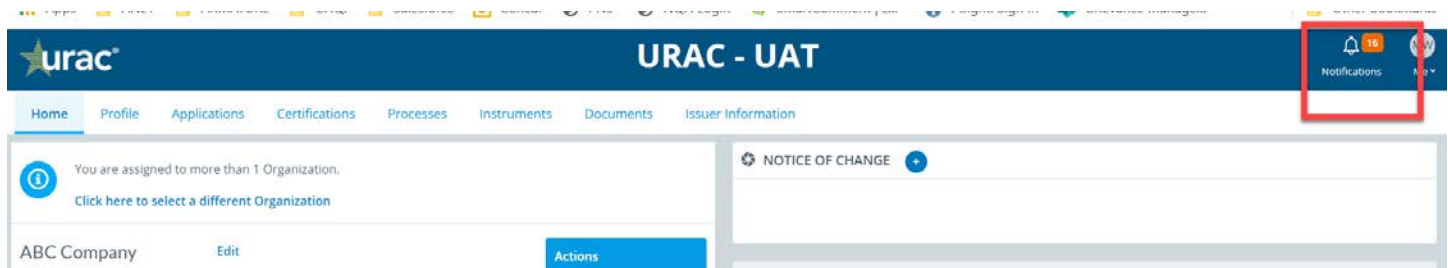 urac
URAC - UAT
16
Notifications
Home Profile Applications Certifications Processes Instruments Documents Issuer Information
You are assigned to more than 1 Organization.
Click here to select a different Organization
NOTICE OF CHANGE
ABC Company Edit
Actions